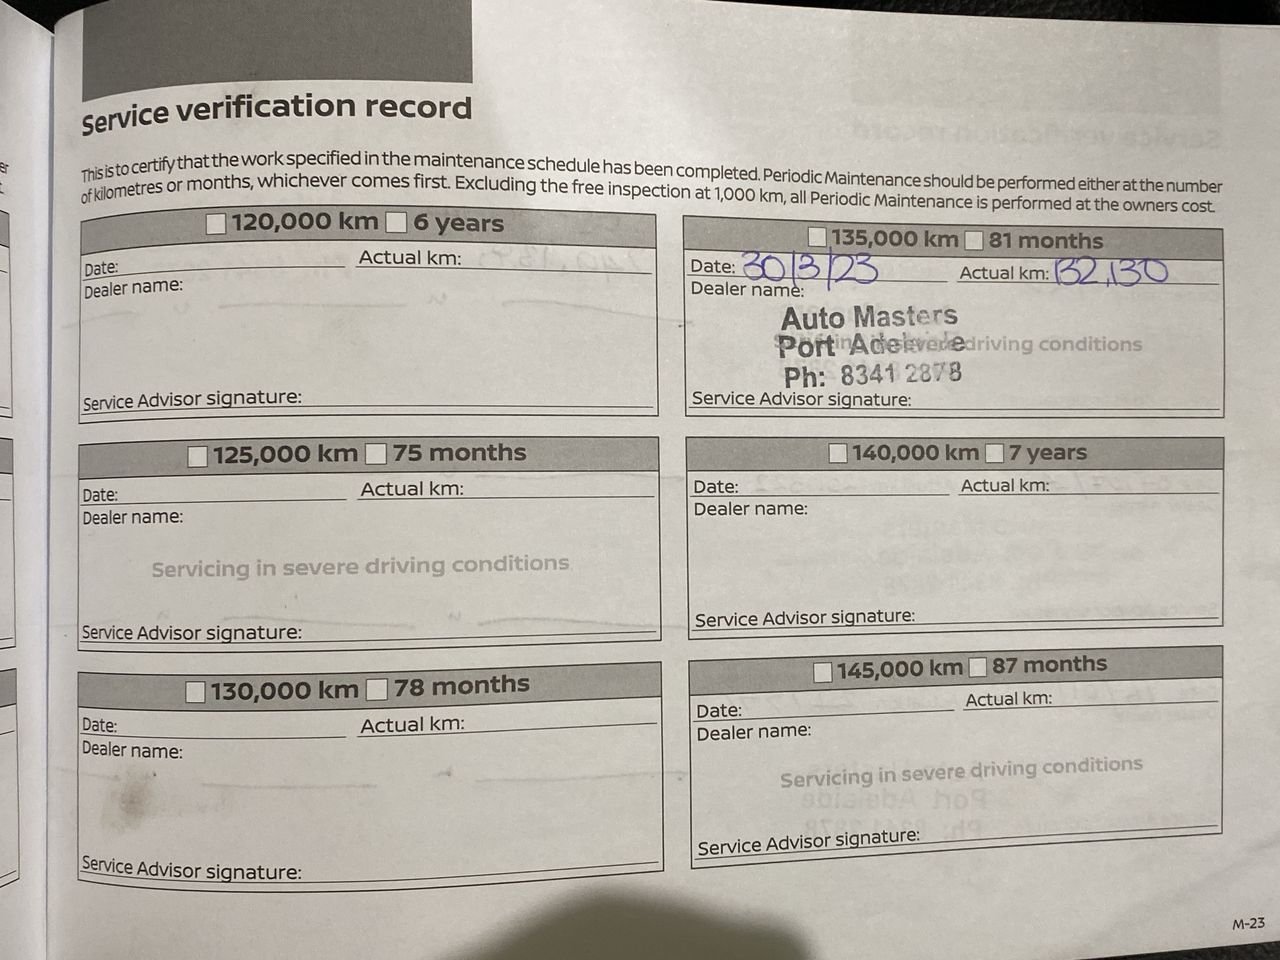 Service verification record
This is to certify that the work specified in the maintenance schedule has been completed. Periodic Maintenance should be performed either at the number
of kilometres or months, whichever comes first. Excluding the free inspection at 1,000 km, all Periodic Maintenance is performed at the owners cost.
120,000 km 6 years
Date: Actual km:
Dealer name:
Service Advisor signature:
125,000 km 75 months
Date: Actual km:
Dealer name:
Servicing in severe driving conditions
Service Advisor signature:
130,000 km 78 months
Date: Actual km:
Dealer name:
Service Advisor signature:
135,000 km 81 months
Date: 30/3/23 Actual km: 132,130
Dealer name:
Auto Masters
Port Adelaide
Servicing in severe driving conditions
Ph: 8341 2878
Service Advisor signature:
140,000 km 7 years
Date: Actual km:
Dealer name:
Service Advisor signature:
145,000 km 87 months
Date: Actual km:
Dealer name:
Servicing in severe driving conditions
Service Advisor signature:
M-23